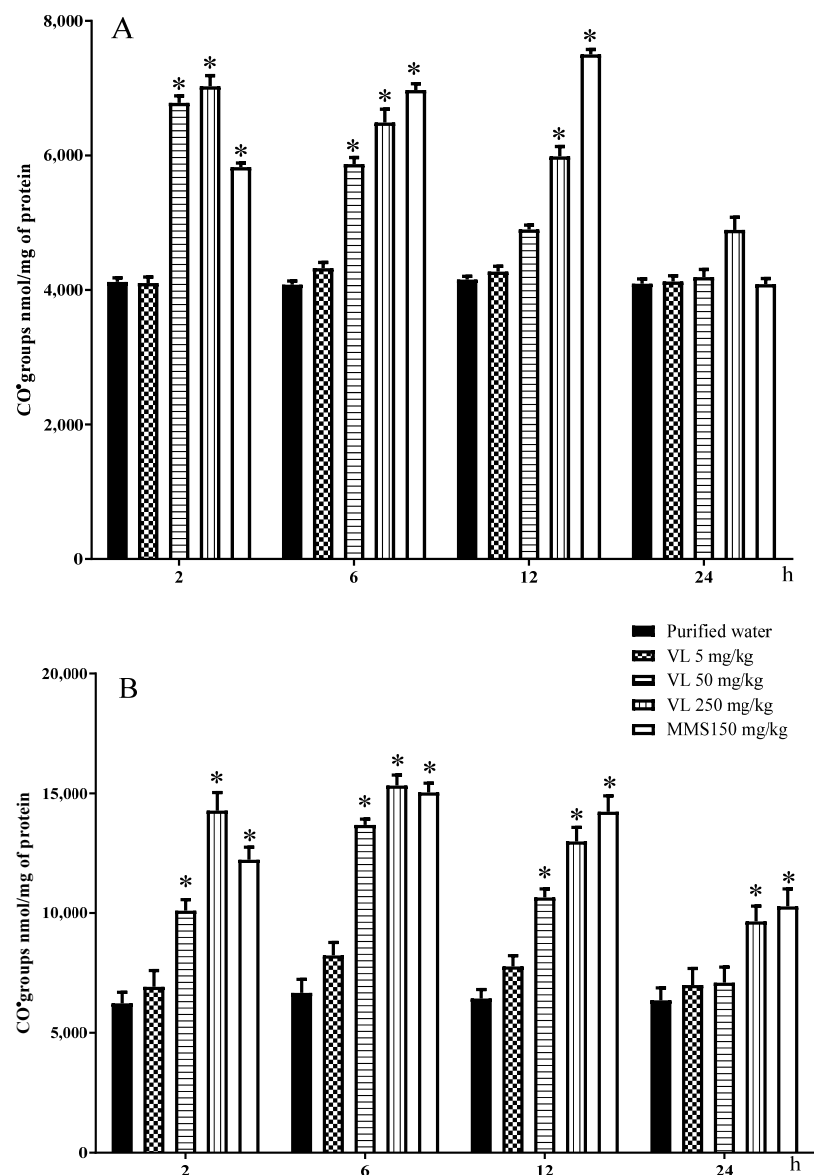 A
8,000
6,000
4,000
2,000
0
CO•groups nmol/mg of protein
* * *
* * *
* *
2 6 12 24 h
Purified water
VL 5 mg/kg
VL 50 mg/kg
VL 250 mg/kg
MMS150 mg/kg
B
20,000
15,000
10,000
5,000
0
CO•groups nmol/mg of protein
* * *
* * *
* * *
* *
2 6 12 24 h